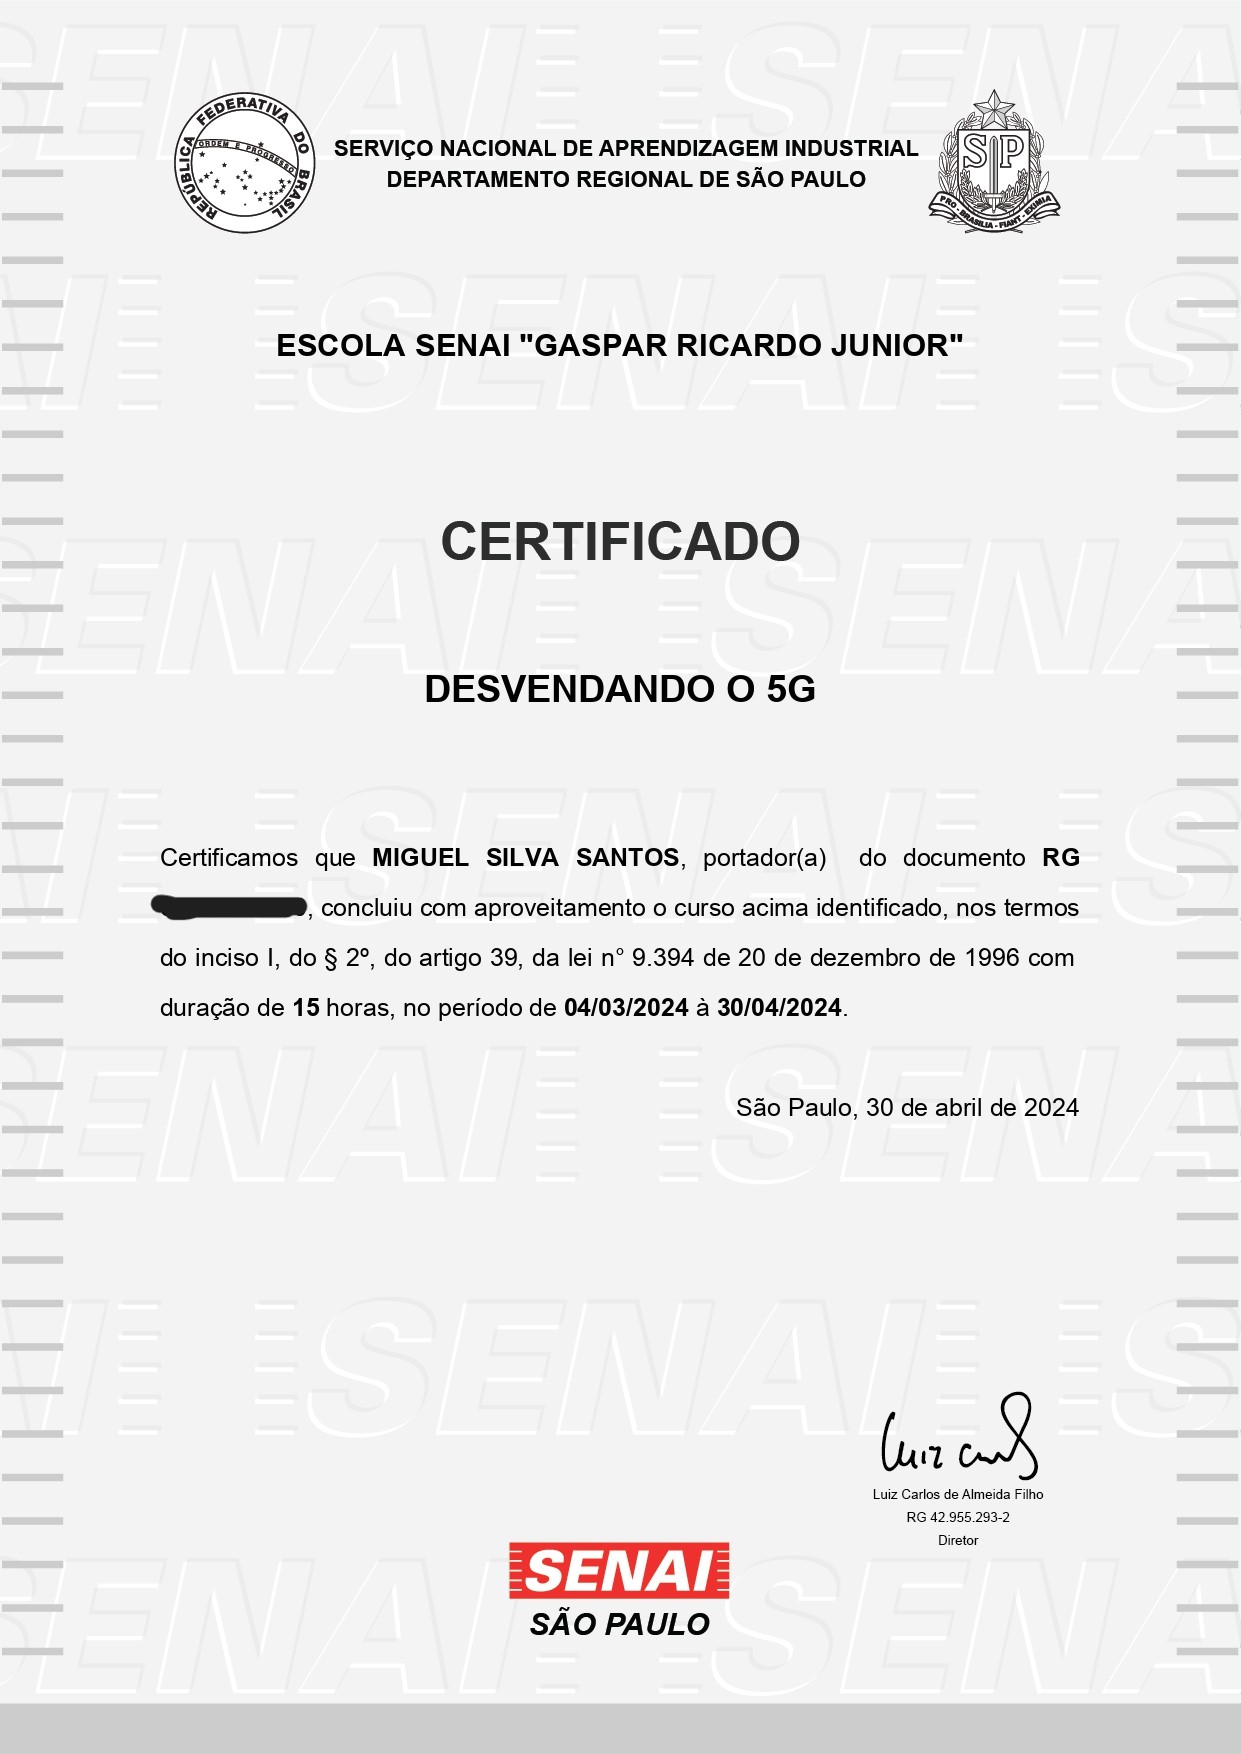 REPÚBLICA FEDERATIVA DO BRASIL
ORDEM E PROGRESSO
SERVIÇO NACIONAL DE APRENDIZAGEM INDUSTRIAL
DEPARTAMENTO REGIONAL DE SÃO PAULO
SP
PRO - BRASILIA - FIANT - EXIMIA
ESCOLA SENAI "GASPAR RICARDO JUNIOR"
CERTIFICADO
DESVENDANDO O 5G
Certificamos que MIGUEL SILVA SANTOS, portador(a) do documento RG
, concluiu com aproveitamento o curso acima identificado, nos termos
do inciso I, do § 2º, do artigo 39, da lei n° 9.394 de 20 de dezembro de 1996 com
duração de 15 horas, no período de 04/03/2024 à 30/04/2024.
São Paulo, 30 de abril de 2024
Luiz Carlos de Almeida Filho
RG 42.955.293-2
Diretor
SENAI
SÃO PAULO